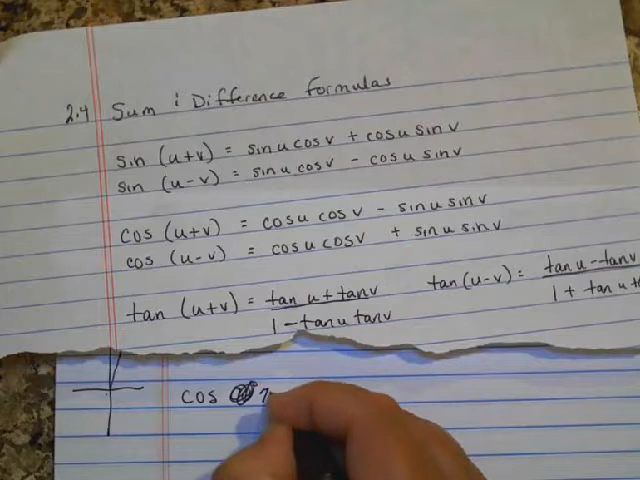 2.4 Sum & Difference Formulas
sin (u+v) = sin u cos v + cos u sin v
sin (u-v) = sin u cos v - cos u sin v
cos (u+v) = cos u cos v - sin u sin v
cos (u-v) = cos u cos v + sin u sin v
tan (u+v) = tan u + tan v / 1 - tan u tan v
tan (u-v) = tan u - tan v / 1 + tan u
cos